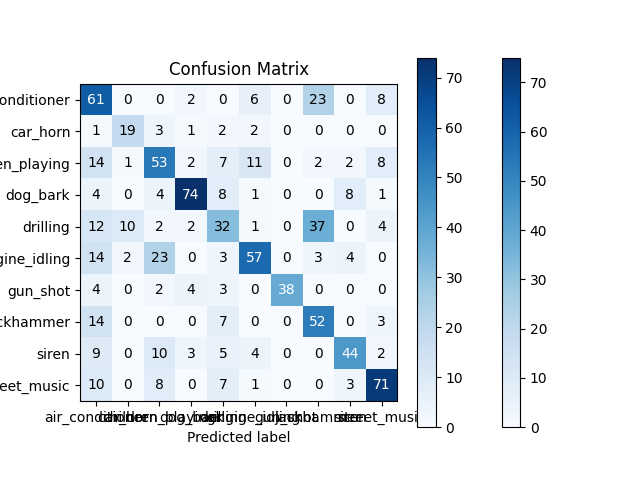 Confusion Matrix
onditioner 61 0 0 2 0 6 0 23 0 8
car_horn 1 19 3 1 2 2 0 0 0 0
en_playing 14 1 53 2 7 11 0 2 2 8
dog_bark 4 0 4 74 8 1 0 0 8 1
drilling 12 10 2 2 32 1 0 37 0 4
gine_idling 14 2 23 0 3 57 0 3 4 0
gun_shot 4 0 2 4 3 0 38 0 0 0
ckhammer 14 0 0 0 7 0 0 52 0 3
siren 9 0 10 3 5 4 0 0 44 2
eet_music 10 0 8 0 7 1 0 0 3 71
Predicted label
70
60
50
40
30
20
10
0
70
60
50
40
30
20
10
0